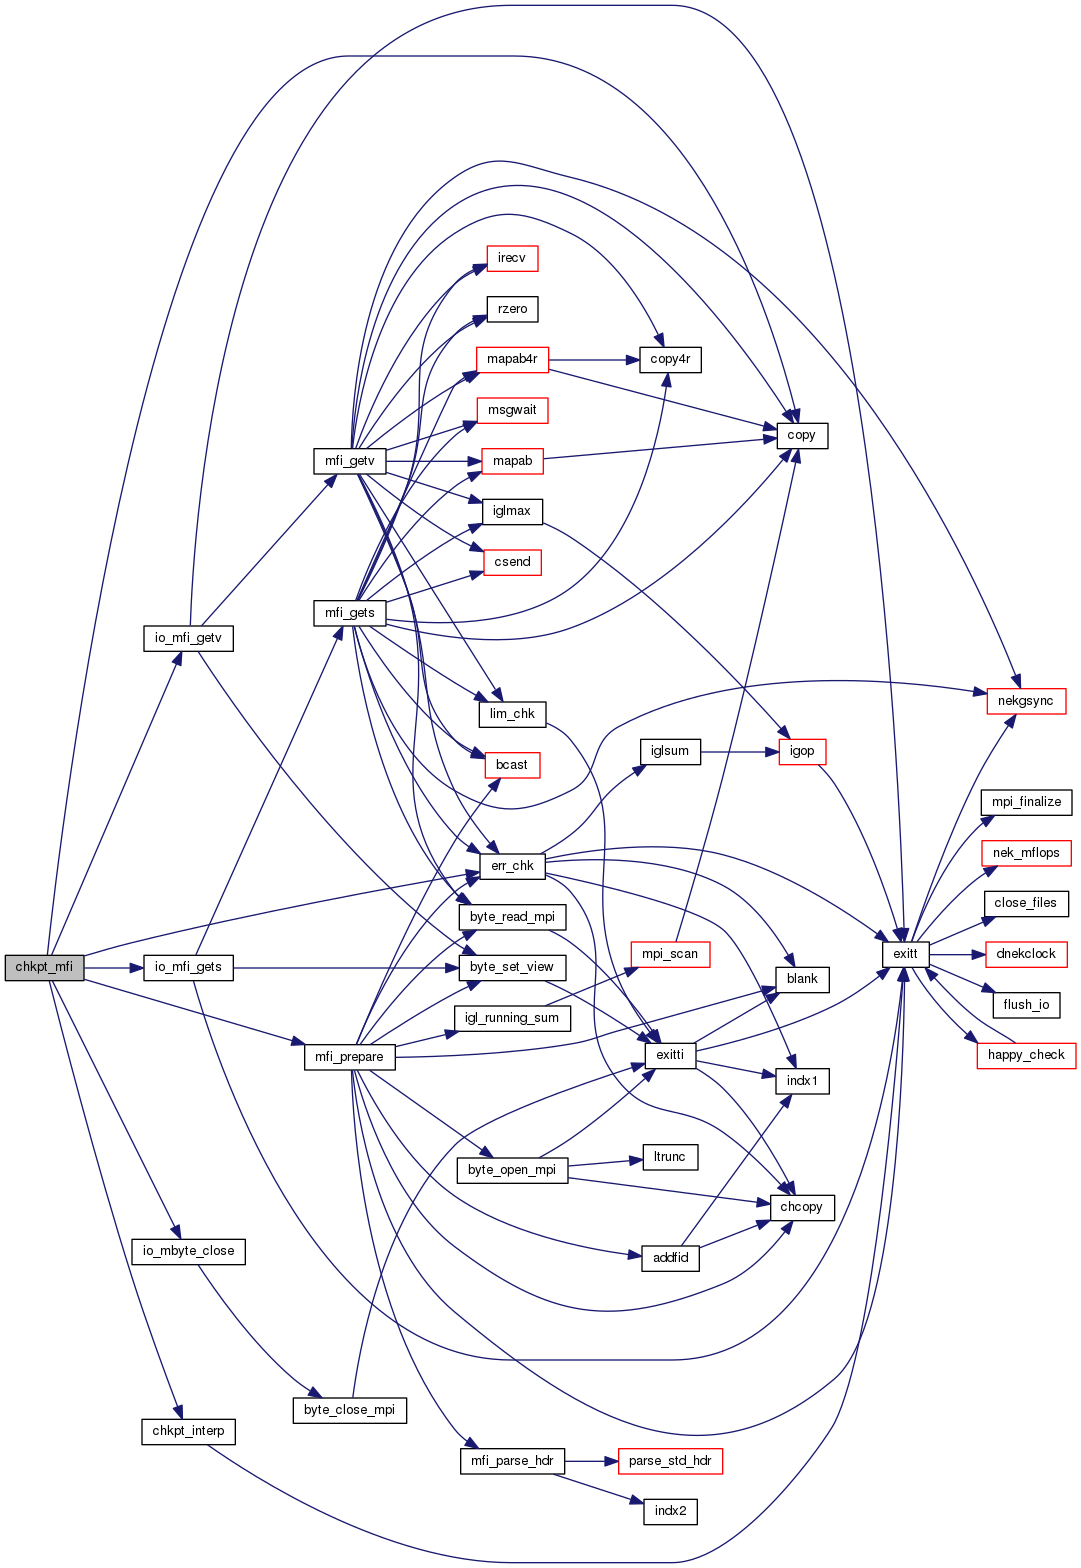 irecv
rzero
mapab4r
copy4r
msgwait
copy
mfi_getv
mapab
iglmax
csend
mfi_gets
io_mfi_getv
nekgsync
lim_chk
iglsum
igop
bcast
mpi_finalize
nek_mflops
err_chk
close_files
byte_read_mpi
exitt
dnekclock
mpi_scan
chkpt_mfi
io_mfi_gets
byte_set_view
blank
flush_io
igl_running_sum
mfi_prepare
exitti
happy_check
indx1
ltrunc
byte_open_mpi
chcopy
io_mbyte_close
addfid
byte_close_mpi
chkpt_interp
mfi_parse_hdr
parse_std_hdr
indx2